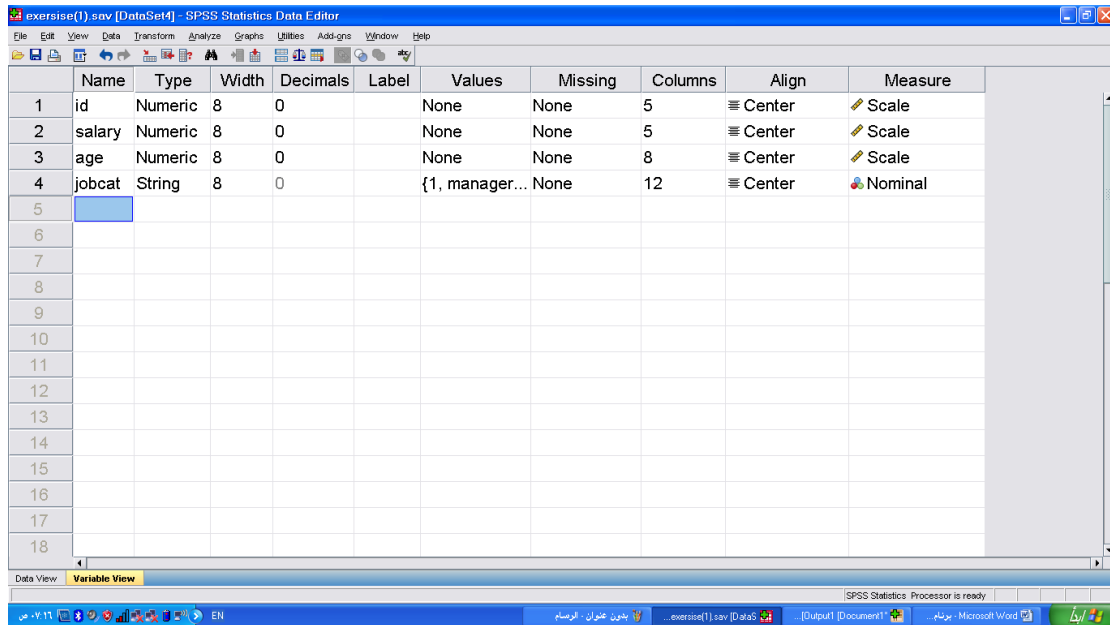 exersise(1).sav [DataSet4] - SPSS Statistics Data Editor
File Edit View Data Transform Analyze Graphs Utilities Add-ons Window Help
Name Type Width Decimals Label Values Missing Columns Align Measure
1 id Numeric 8 0 None None 5 Center Scale
2 salary Numeric 8 0 None None 5 Center Scale
3 age Numeric 8 0 None None 8 Center Scale
4 jobcat String 8 0 {1, manager... None 12 Center Nominal
5
6
7
8
9
10
11
12
13
14
15
16
17
18
Data View Variable View
SPSS Statistics Processor is ready
٠٧:١٦ ص EN بدون عنوان - الرسام ...exersise(1).sav [DataS ...[Output1 [Document1* ...برنام - Microsoft Word ابدأ